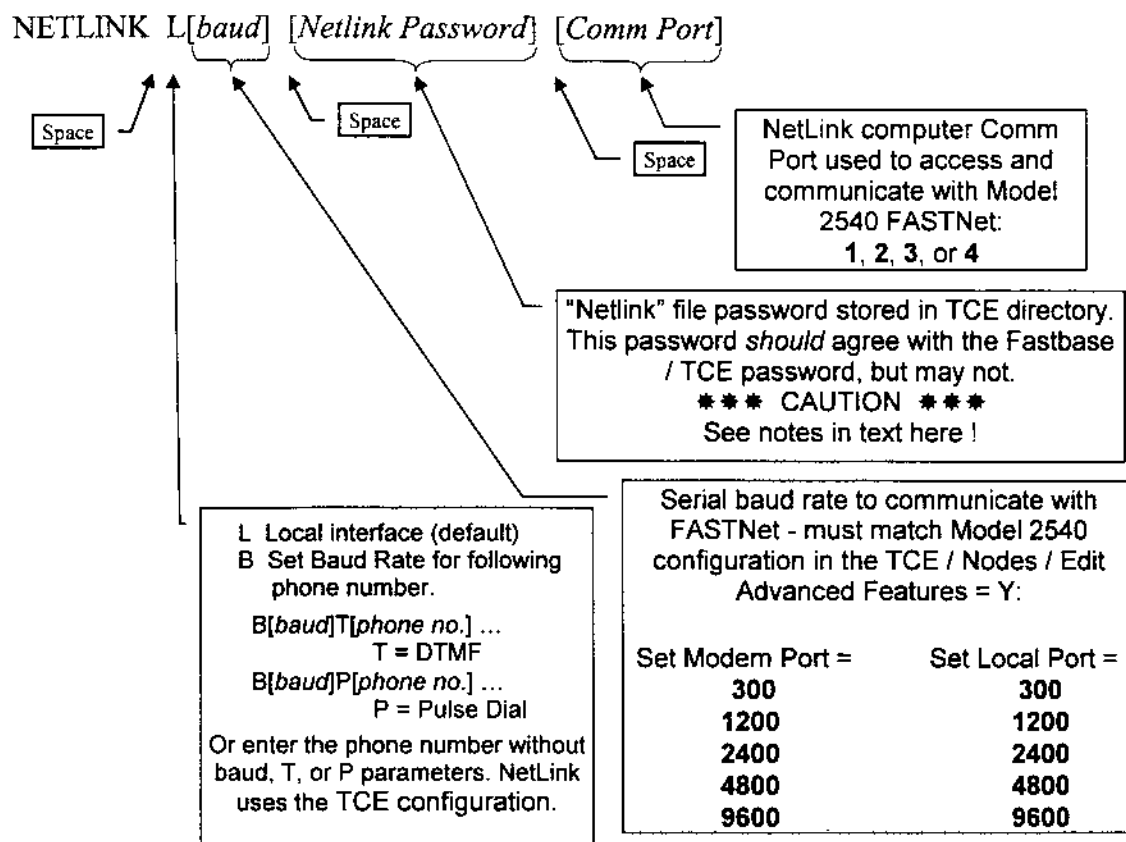 NETLINK L[baud] [Netlink Password] [Comm Port]
Space
Space
Space
NetLink computer Comm
Port used to access and
communicate with Model
2540 FASTNet:
1, 2, 3, or 4
"Netlink" file password stored in TCE directory.
This password should agree with the Fastbase
/ TCE password, but may not.
*** CAUTION ***
See notes in text here !
L Local interface (default)
B Set Baud Rate for following
phone number.
B[baud]T[phone no.] ...
T = DTMF
B[baud]P[phone no.] ...
P = Pulse Dial
Or enter the phone number without
baud, T, or P parameters. NetLink
uses the TCE configuration.
Serial baud rate to communicate with
FASTNet - must match Model 2540
configuration in the TCE / Nodes / Edit
Advanced Features = Y:
Set Modem Port = Set Local Port =
300 300
1200 1200
2400 2400
4800 4800
9600 9600